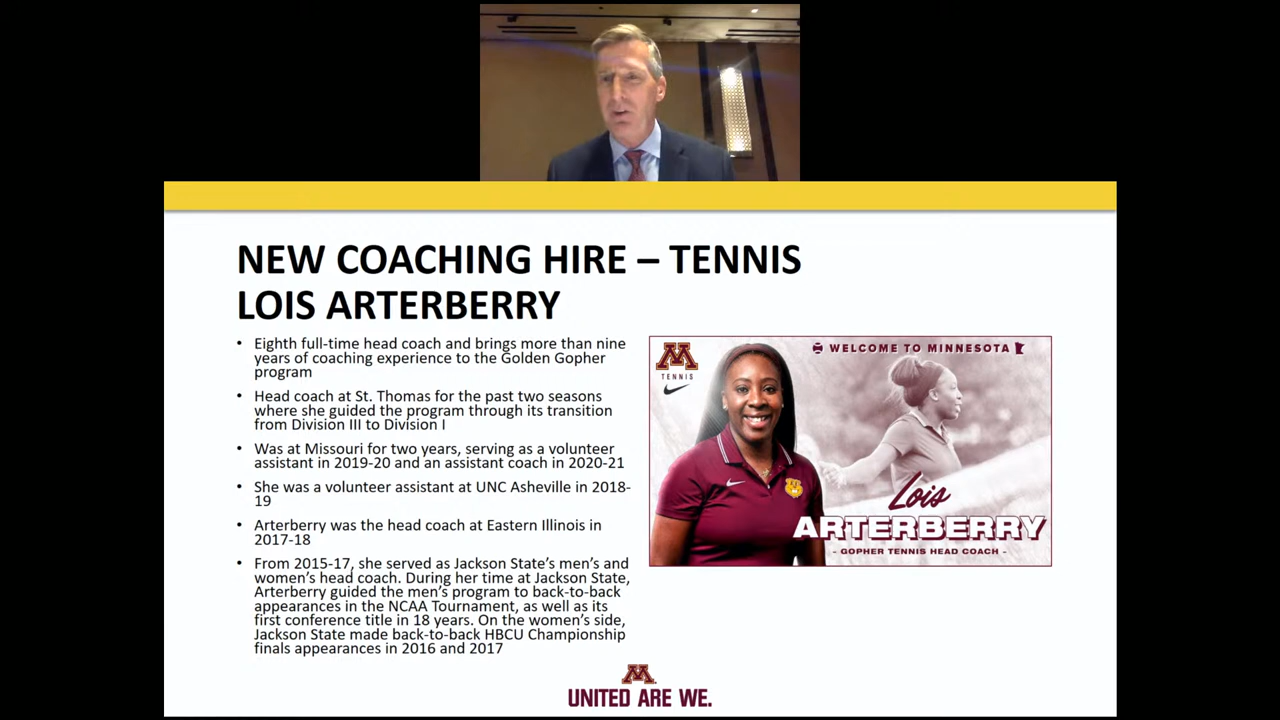 NEW COACHING HIRE – TENNIS
LOIS ARTERBERRY
• Eighth full-time head coach and brings more than nine
years of coaching experience to the Golden Gopher
program
• Head coach at St. Thomas for the past two seasons
where she guided the program through its transition
from Division III to Division I
• Was at Missouri for two years, serving as a volunteer
assistant in 2019-20 and an assistant coach in 2020-21
• She was a volunteer assistant at UNC Asheville in 2018-
19
• Arterberry was the head coach at Eastern Illinois in
2017-18
• From 2015-17, she served as Jackson State's men's and
women's head coach. During her time at Jackson State,
Arterberry guided the men's program to back-to-back
appearances in the NCAA Tournament, as well as its
first conference title in 18 years. On the women's side,
Jackson State made back-to-back HBCU Championship
finals appearances in 2016 and 2017
M
TENNIS
WELCOME TO MINNESOTA
Lois
ARTERBERRY
- GOPHER TENNIS HEAD COACH -
M
UNITED ARE WE.